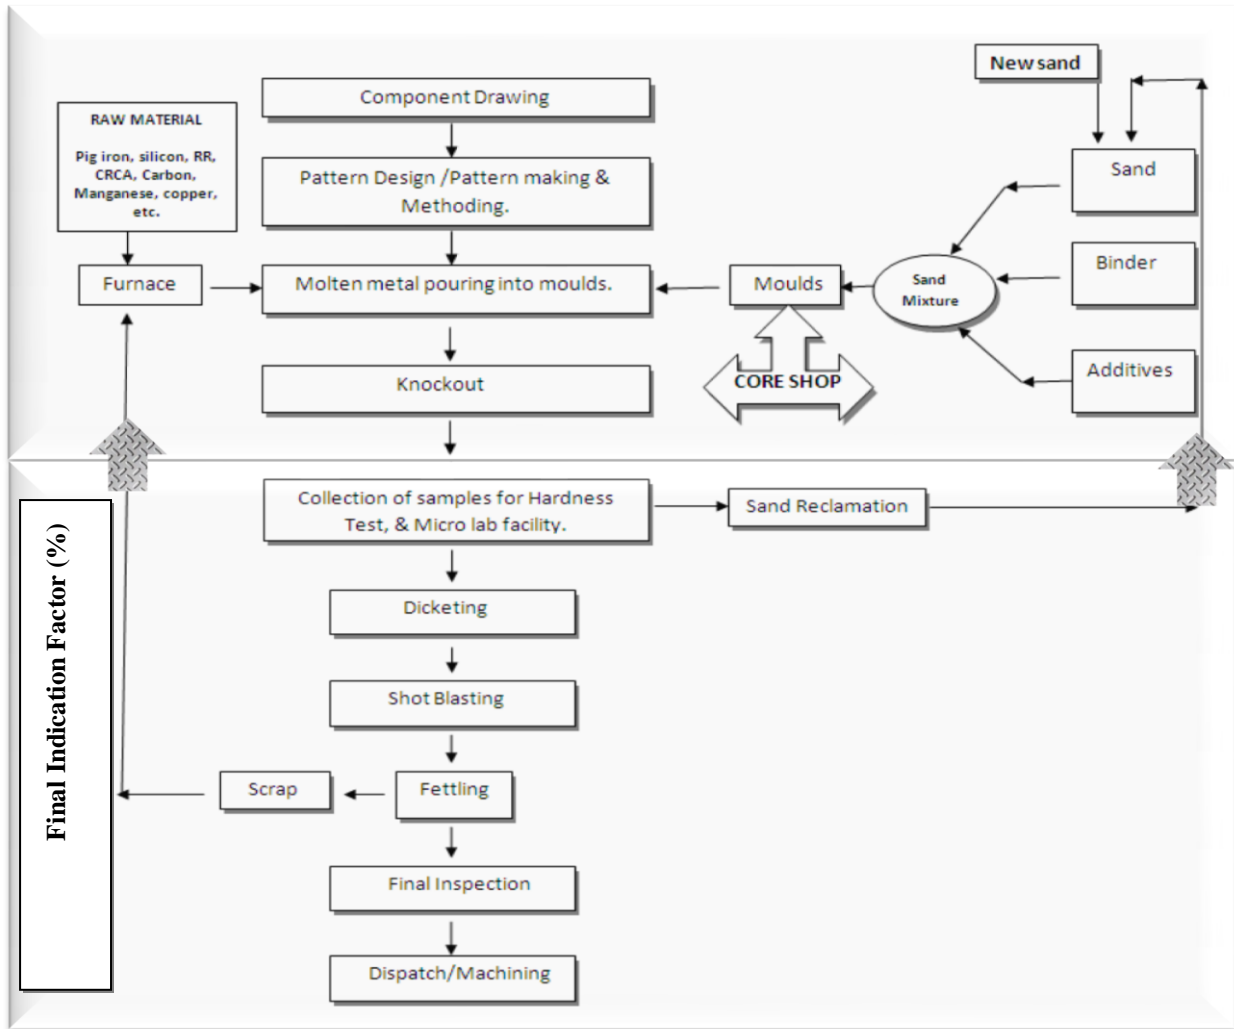 New sand
Component Drawing
RAW MATERIAL
Pig iron, silicon, RR,
CRCA, Carbon,
Manganese, copper,
etc.
Pattern Design /Pattern making &
Methoding.
Sand
Furnace
Molten metal pouring into moulds.
Moulds
Sand
Mixture
Binder
Knockout
CORE SHOP
Additives
Collection of samples for Hardness
Test, & Micro lab facility.
Sand Reclamation
Final Indication Factor (%)
Dicketing
Shot Blasting
Scrap
Fettling
Final Inspection
Dispatch/Machining